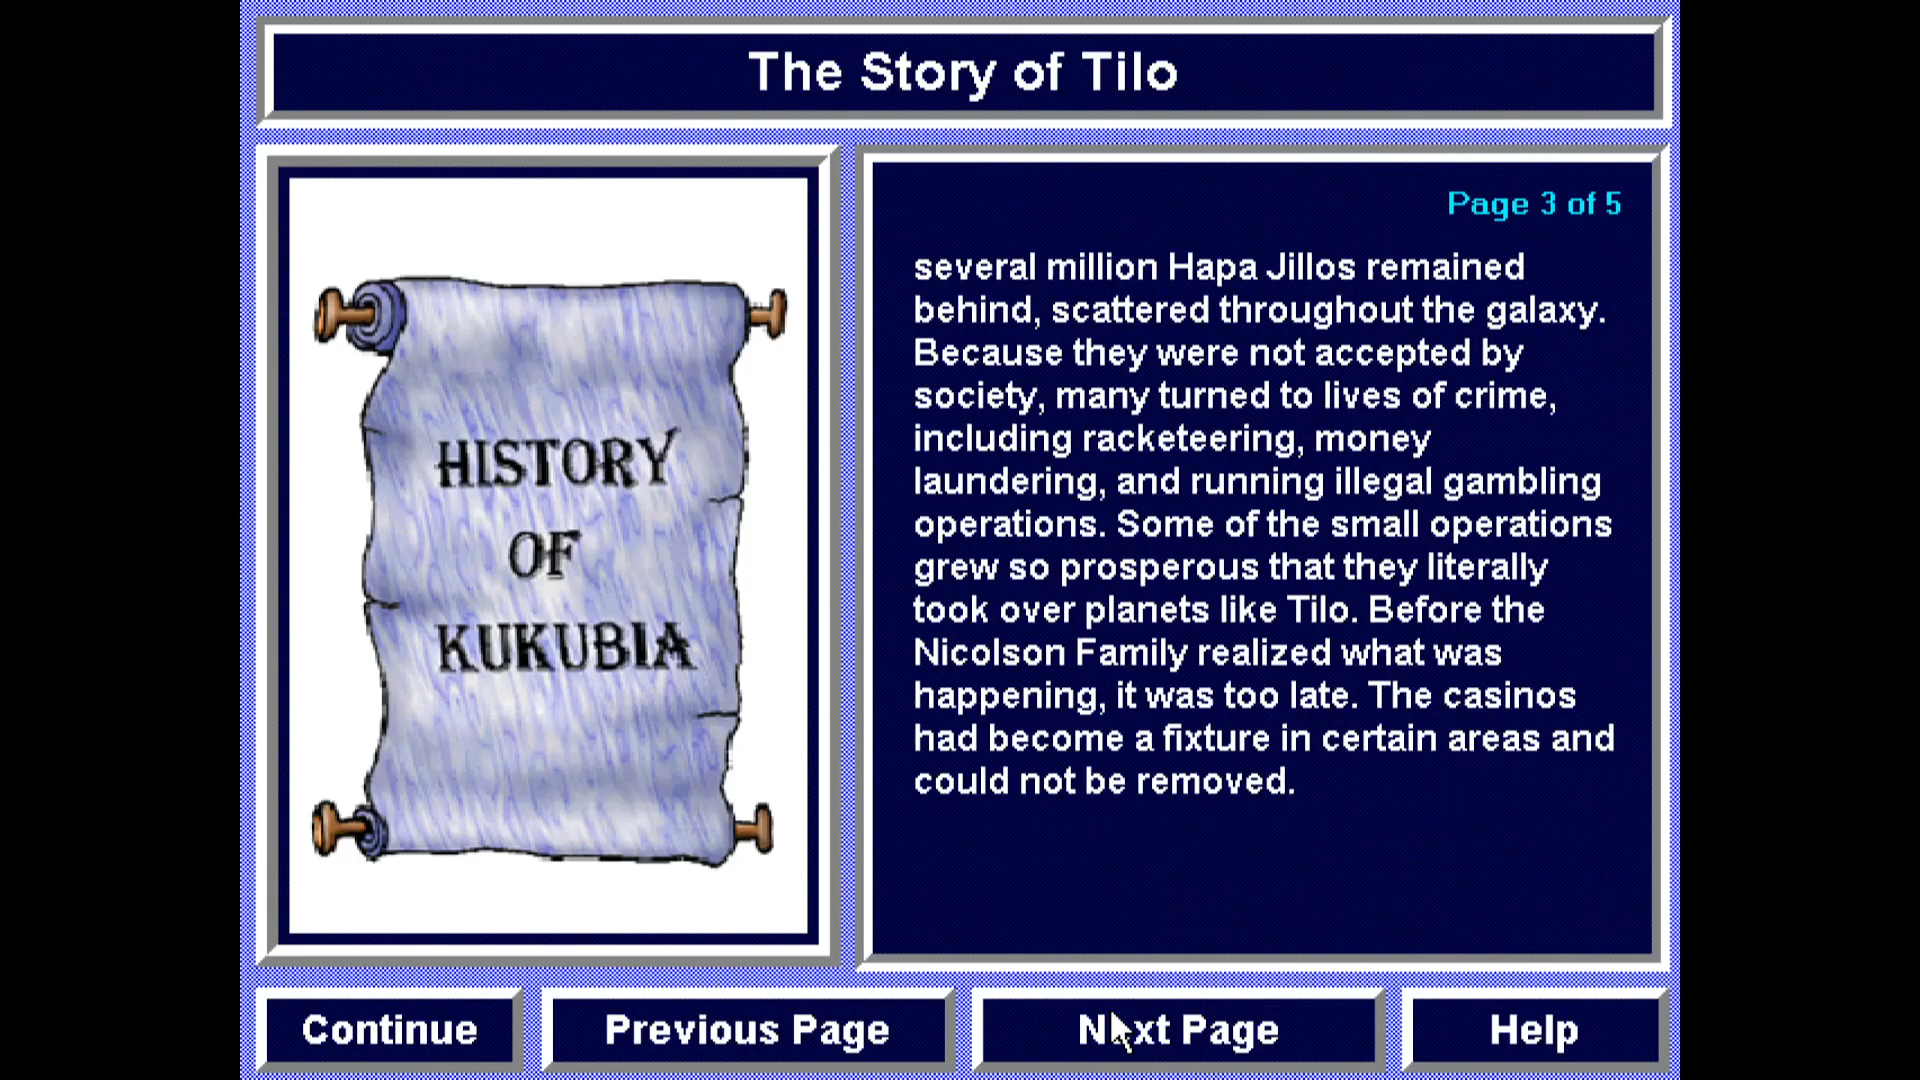 The Story of Tilo
HISTORY
OF
KUKUBIA
Page 3 of 5
several million Hapa Jillos remained
behind, scattered throughout the galaxy.
Because they were not accepted by
society, many turned to lives of crime,
including racketeering, money
laundering, and running illegal gambling
operations. Some of the small operations
grew so prosperous that they literally
took over planets like Tilo. Before the
Nicolson Family realized what was
happening, it was too late. The casinos
had become a fixture in certain areas and
could not be removed.
Continue
Previous Page
Next Page
Help